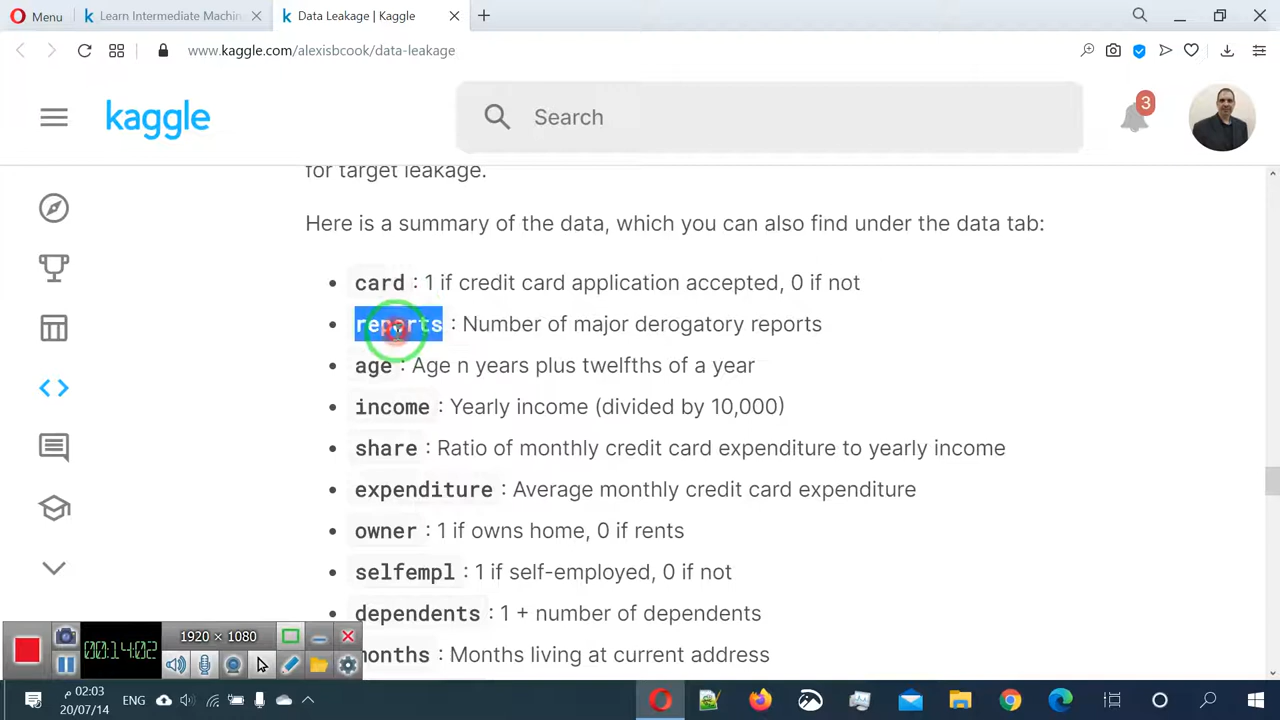 Menu
Learn Intermediate Machin
Data Leakage | Kaggle
www.kaggle.com/alexisbcook/data-leakage
kaggle
Search
3
for target leakage.
Here is a summary of the data, which you can also find under the data tab:
card : 1 if credit card application accepted, 0 if not
reports : Number of major derogatory reports
age : Age n years plus twelfths of a year
income : Yearly income (divided by 10,000)
share : Ratio of monthly credit card expenditure to yearly income
expenditure : Average monthly credit card expenditure
owner : 1 if owns home, 0 if rents
selfempl : 1 if self-employed, 0 if not
dependents : 1 + number of dependents
months : Months living at current address
1920 × 1080
00:14:02
02:03 م
20/07/14
ENG